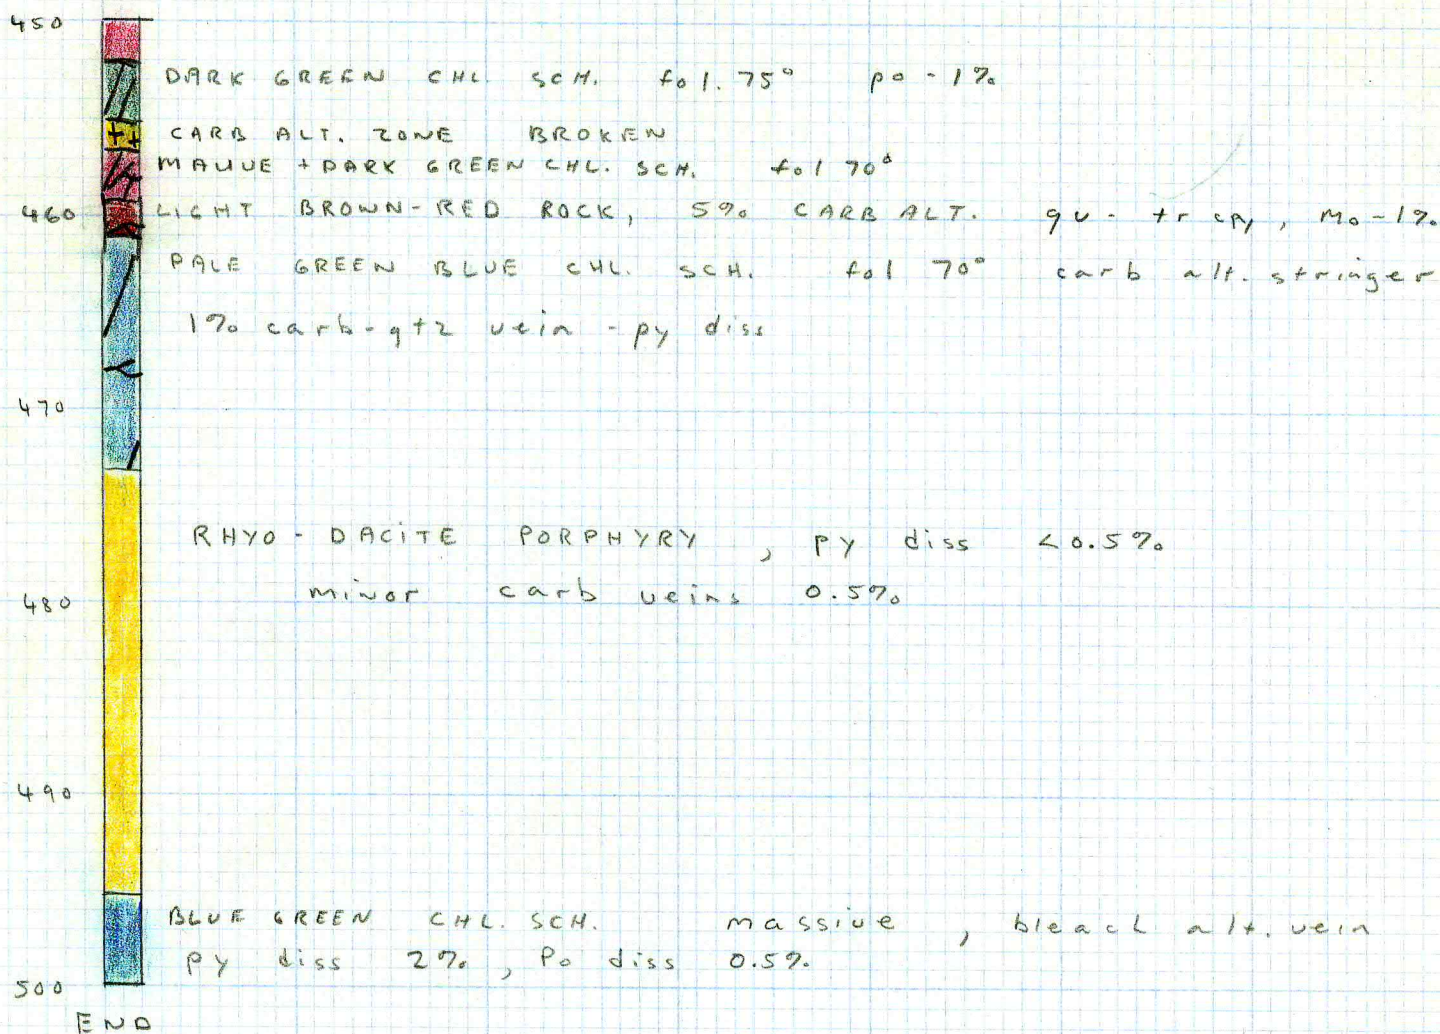 450
DARK GREEN CHL. SCH. fol. 75° po - 1%
CARB ALT. ZONE BROKEN
MAUVE + DARK GREEN CHL. SCH. fol 70°
460 LIGHT BROWN-RED ROCK, 5% CARB ALT. qv - tr cpy, Mo - 1%
PALE GREEN BLUE CHL. SCH. fol 70° carb alt. stringer
1% carb-qtz vein - py diss
470
RHYO - DACITE PORPHYRY , py diss < 0.5%
480 minor carb veins 0.5%
490
BLUE GREEN CHL. SCH. massive , bleach alt. vein
py diss 2% , Po diss 0.5%
500
END